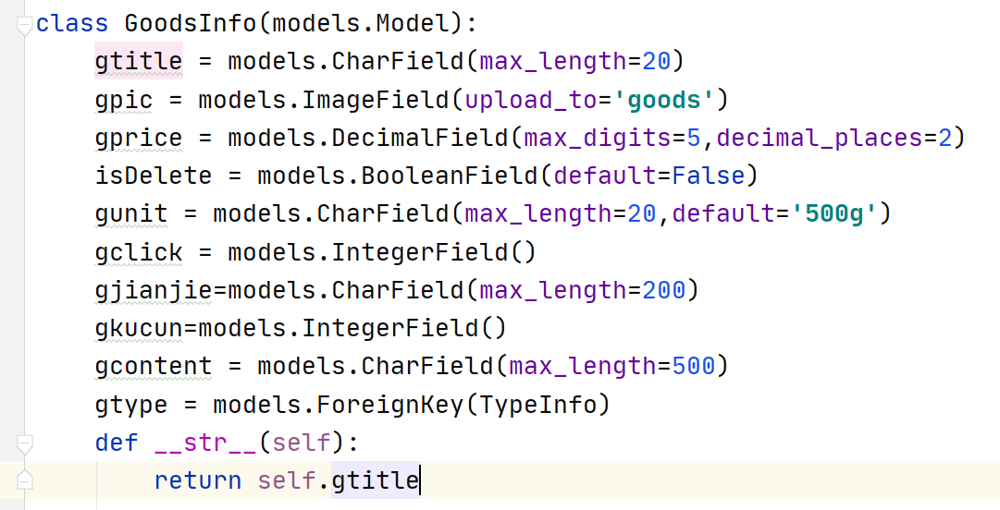 class GoodsInfo(models.Model):
    gtitle = models.CharField(max_length=20)
    gpic = models.ImageField(upload_to='goods')
    gprice = models.DecimalField(max_digits=5,decimal_places=2)
    isDelete = models.BooleanField(default=False)
    gunit = models.CharField(max_length=20,default='500g')
    gclick = models.IntegerField()
    gjianjie=models.CharField(max_length=200)
    gkucun=models.IntegerField()
    gcontent = models.CharField(max_length=500)
    gtype = models.ForeignKey(TypeInfo)
    def __str__(self):
        return self.gtitle